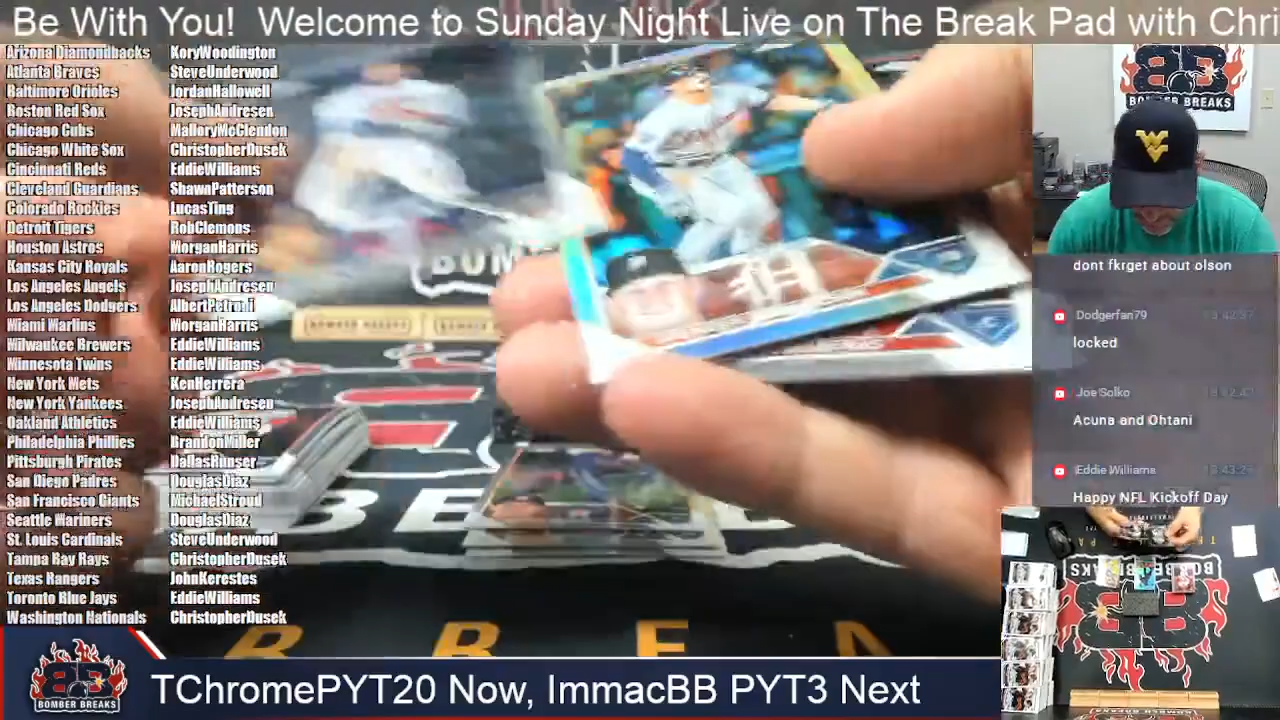 Be With You!  Welcome to Sunday Night Live on The Break Pad with Chri
Arizona Diamondbacks KoryWoodington
Atlanta Braves SteveUnderwood
Baltimore Orioles JordanHallowell
Boston Red Sox JosephAndresen
Chicago Cubs MalloryMcClendon
Chicago White Sox ChristopherDusek
Cincinnati Reds EddieWilliams
Cleveland Guardians ShawnPatterson
Colorado Rockies LucasTing
Detroit Tigers RobClemons
Houston Astros MorganHarris
Kansas City Royals AaronRogers
Los Angeles Angels JosephAndresen
Los Angeles Dodgers
Miami Marlins MorganHarris
Milwaukee Brewers EddieWilliams
Minnesota Twins EddieWilliams
New York Mets KenHerrera
New York Yankees JosephAndresen
Oakland Athletics EddieWilliams
Philadelphia Phillies BrandonMiller
Pittsburgh Pirates DallasRunser
San Diego Padres DouglasDiaz
San Francisco Giants MichaelStroud
Seattle Mariners DouglasDiaz
St. Louis Cardinals SteveUnderwood
Tampa Bay Rays ChristopherDusek
Texas Rangers JohnKerestes
Toronto Blue Jays EddieWilliams
Washington Nationals ChristopherDusek
BOMBER BREAKS
dont fkrget about olson
Dodgerfan79
locked
Joe Solko
Acuna and Ohtani
Eddie Williams
Happy NFL Kickoff Day
BOMBER BREAKS
TChromePYT20 Now, ImmacBB PYT3 Next